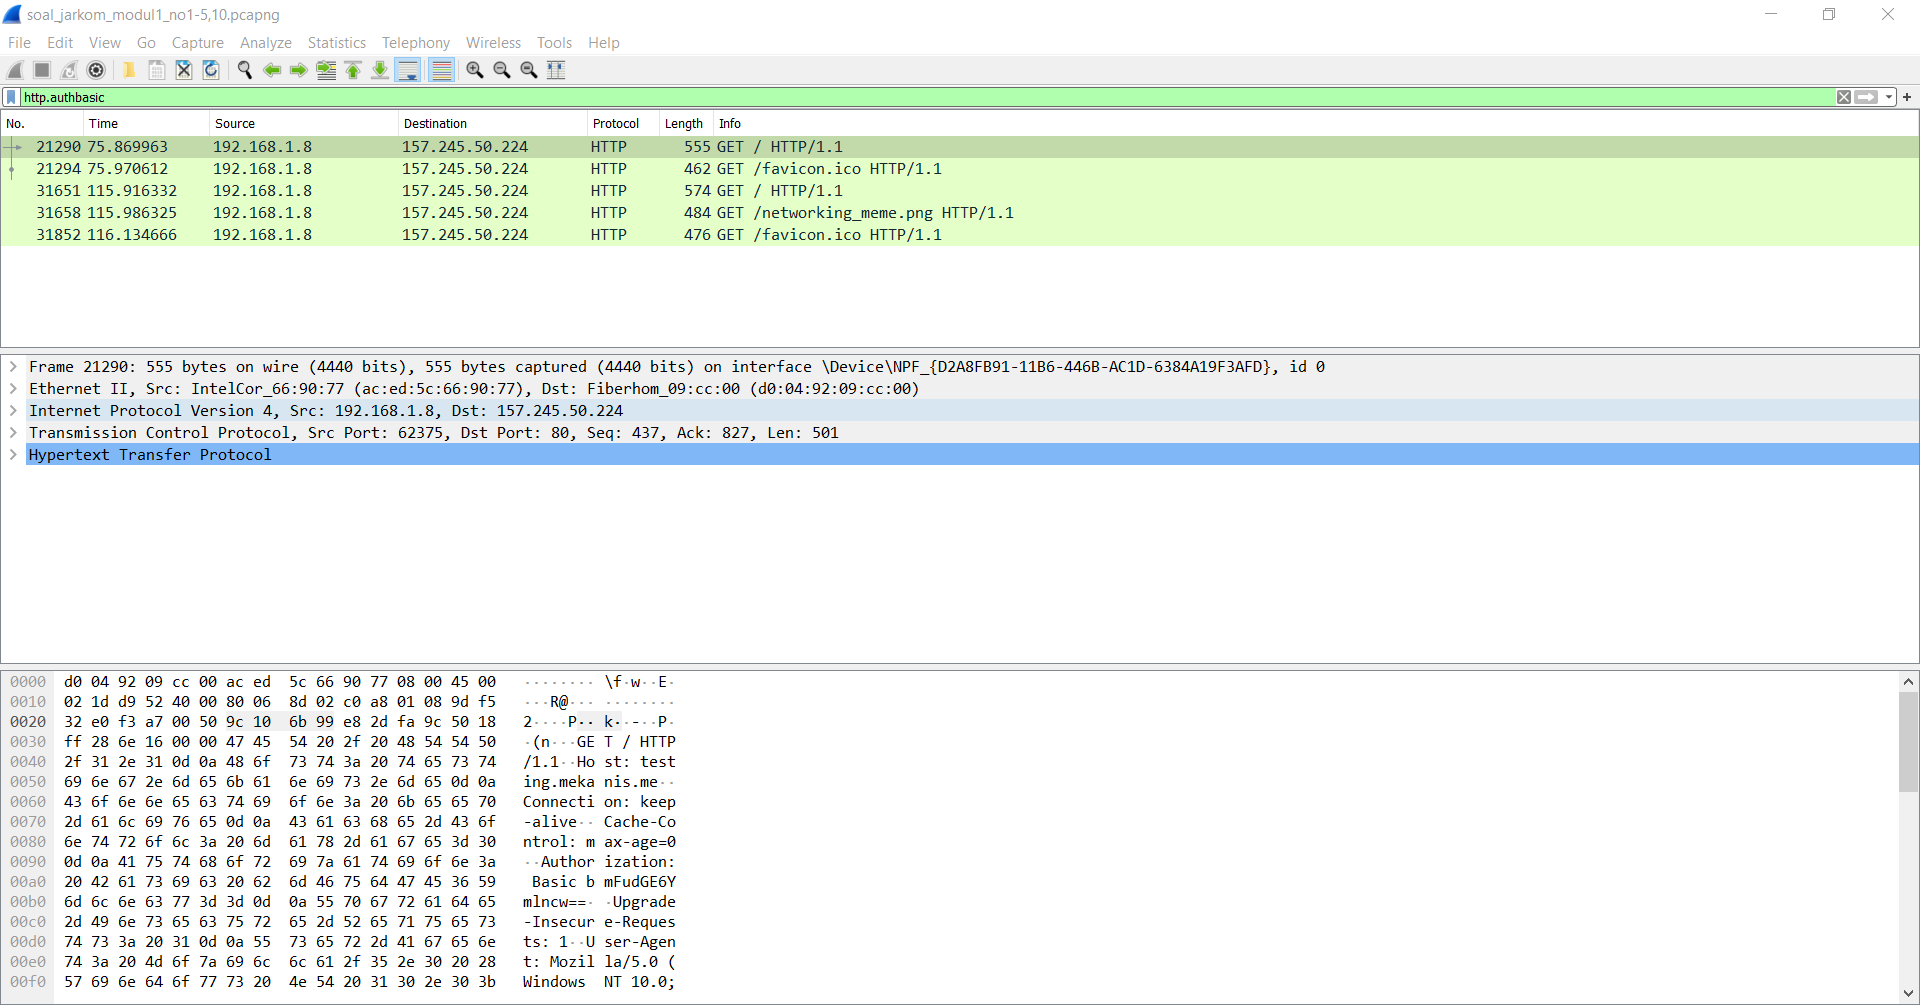 soal_jarkom_modul1_no1-5,10.pcapng
File Edit View Go Capture Analyze Statistics Telephony Wireless Tools Help
http.authbasic
No. Time Source Destination Protocol Length Info
21290 75.869963 192.168.1.8 157.245.50.224 HTTP 555 GET / HTTP/1.1
21294 75.970612 192.168.1.8 157.245.50.224 HTTP 462 GET /favicon.ico HTTP/1.1
31651 115.916332 192.168.1.8 157.245.50.224 HTTP 574 GET / HTTP/1.1
31658 115.986325 192.168.1.8 157.245.50.224 HTTP 484 GET /networking_meme.png HTTP/1.1
31852 116.134666 192.168.1.8 157.245.50.224 HTTP 476 GET /favicon.ico HTTP/1.1
Frame 21290: 555 bytes on wire (4440 bits), 555 bytes captured (4440 bits) on interface \Device\NPF_{D2A8FB91-11B6-446B-AC1D-6384A19F3AFD}, id 0
Ethernet II, Src: IntelCor_66:90:77 (ac:ed:5c:66:90:77), Dst: Fiberhom_09:cc:00 (d0:04:92:09:cc:00)
Internet Protocol Version 4, Src: 192.168.1.8, Dst: 157.245.50.224
Transmission Control Protocol, Src Port: 62375, Dst Port: 80, Seq: 437, Ack: 827, Len: 501
Hypertext Transfer Protocol
0000 d0 04 92 09 cc 00 ac ed 5c 66 90 77 08 00 45 00 ········ \f·w··E·
0010 02 1d d9 52 40 00 80 06 8d 02 c0 a8 01 08 9d f5 ···R@··· ········
0020 32 e0 f3 a7 00 50 9c 10 6b 99 e8 2d fa 9c 50 18 2····P·· k··-··P·
0030 ff 28 6e 16 00 00 47 45 54 20 2f 20 48 54 54 50 ·(n···GE T / HTTP
0040 2f 31 2e 31 0d 0a 48 6f 73 74 3a 20 74 65 73 74 /1.1··Ho st: test
0050 69 6e 67 2e 6d 65 6b 61 6e 69 73 2e 6d 65 0d 0a ing.meka nis.me··
0060 43 6f 6e 6e 65 63 74 69 6f 6e 3a 20 6b 65 65 70 Connecti on: keep
0070 2d 61 6c 69 76 65 0d 0a 43 61 63 68 65 2d 43 6f -alive·· Cache-Co
0080 6e 74 72 6f 6c 3a 20 6d 61 78 2d 61 67 65 3d 30 ntrol: m ax-age=0
0090 0d 0a 41 75 74 68 6f 72 69 7a 61 74 69 6f 6e 3a ··Author ization:
00a0 20 42 61 73 69 63 20 62 6d 46 75 64 47 45 36 59 Basic b mFudGE6Y
00b0 6d 6c 6e 63 77 3d 3d 0d 0a 55 70 67 72 61 64 65 mlncw==· ·Upgrade
00c0 2d 49 6e 73 65 63 75 72 65 2d 52 65 71 75 65 73 -Insecur e-Reques
00d0 74 73 3a 20 31 0d 0a 55 73 65 72 2d 41 67 65 6e ts: 1··U ser-Agen
00e0 74 3a 20 4d 6f 7a 69 6c 6c 61 2f 35 2e 30 20 28 t: Mozil la/5.0 (
00f0 57 69 6e 64 6f 77 73 20 4e 54 20 31 30 2e 30 3b Windows NT 10.0;